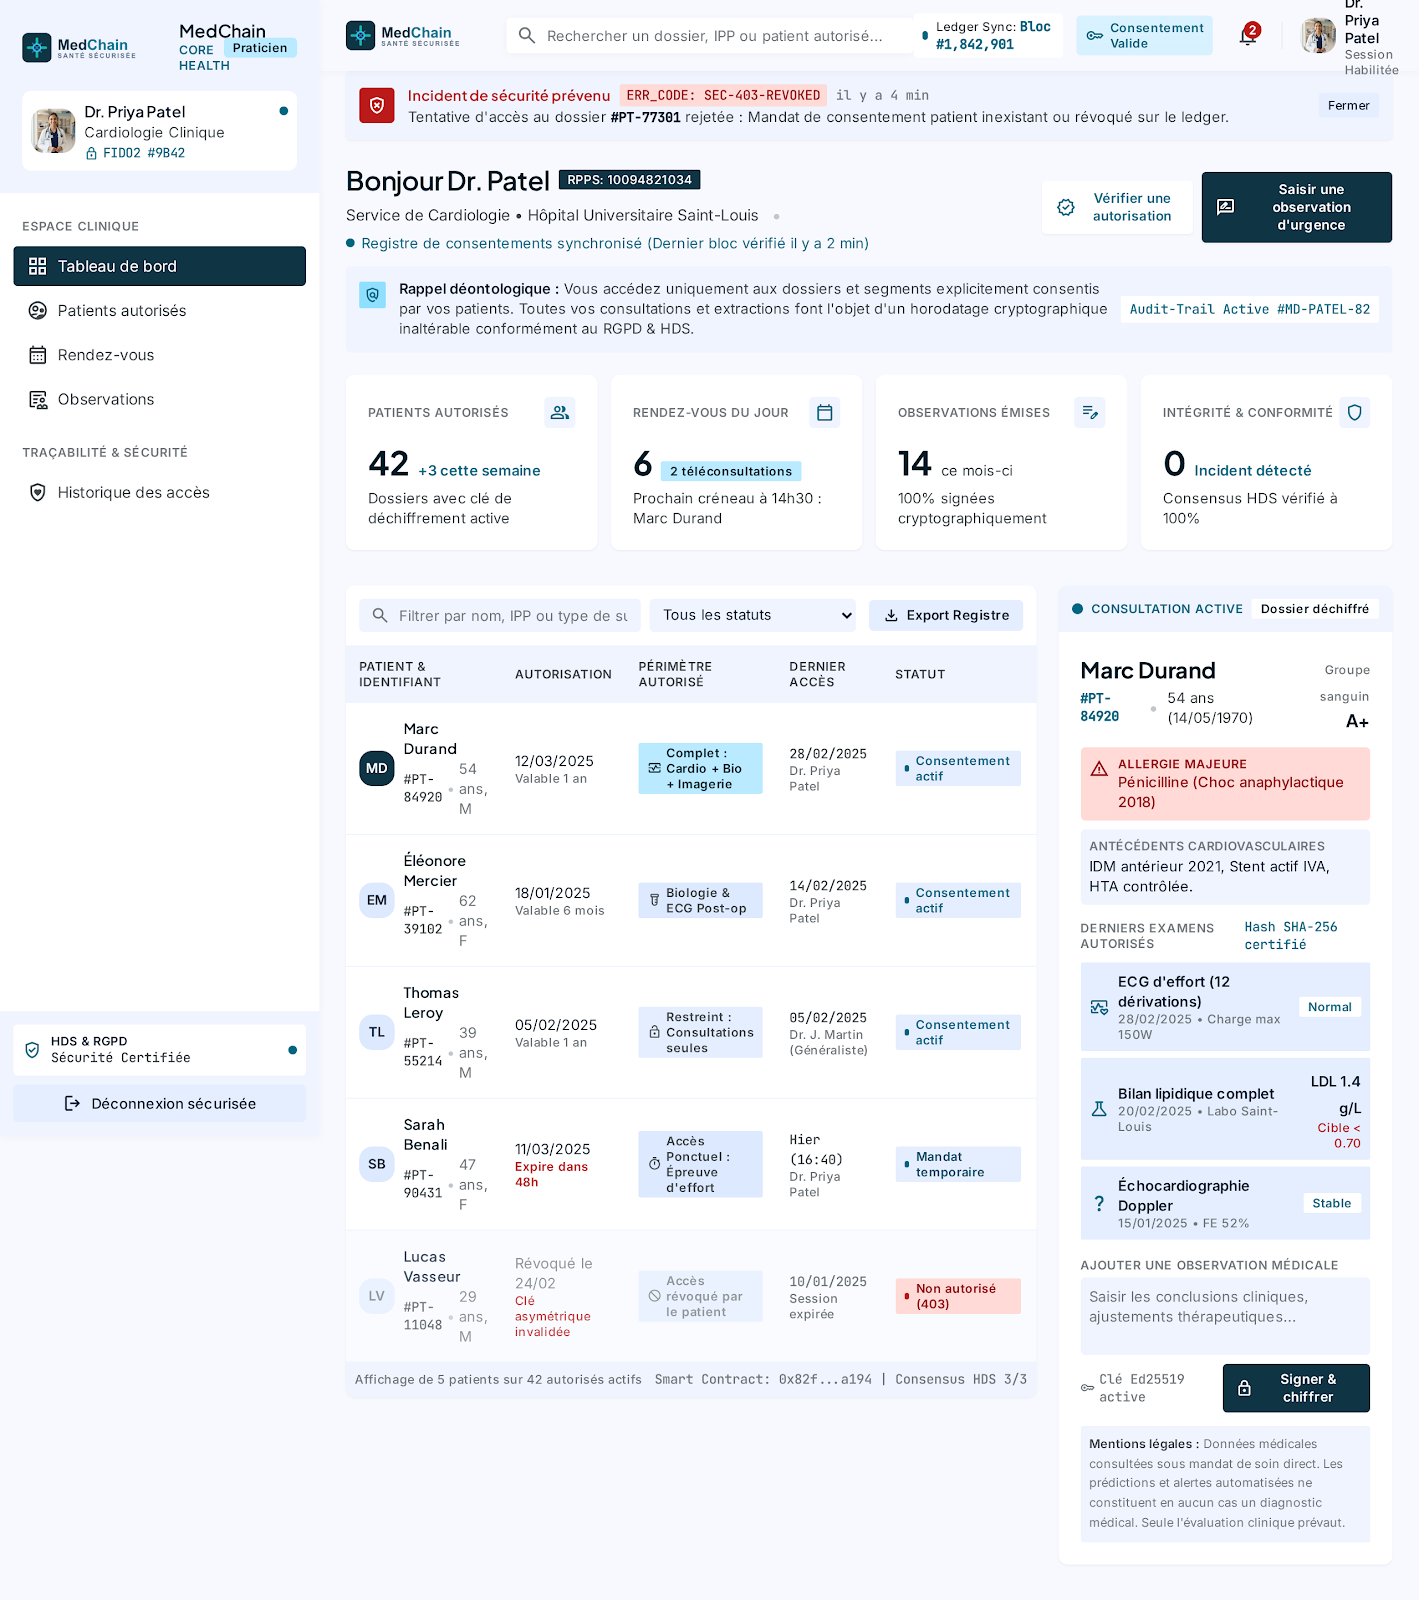 MedChain
SANTÉ SÉCURISÉE
MedChain
CORE HEALTH
Praticien
Dr. Priya Patel
Cardiologie Clinique
FIDO2 #9B42
ESPACE CLINIQUE
Tableau de bord
Patients autorisés
Rendez-vous
Observations
TRAÇABILITÉ & SÉCURITÉ
Historique des accès
HDS & RGPD
Sécurité Certifiée
Déconnexion sécurisée
MedChain
SANTÉ SÉCURISÉE
Rechercher un dossier, IPP ou patient autorisé...
Ledger Sync: Bloc
#1,842,901
Consentement
Valide
2
Dr.
Priya
Patel
Session
Habilitée
Incident de sécurité prévenu
ERR_CODE: SEC-403-REVOKED
il y a 4 min
Tentative d'accès au dossier #PT-77301 rejetée : Mandat de consentement patient inexistant ou révoqué sur le ledger.
Fermer
Bonjour Dr. Patel
RPPS: 10094821034
Service de Cardiologie • Hôpital Universitaire Saint-Louis
Registre de consentements synchronisé (Dernier bloc vérifié il y a 2 min)
Vérifier une
autorisation
Saisir une
observation
d'urgence
Rappel déontologique : Vous accédez uniquement aux dossiers et segments explicitement consentis
par vos patients. Toutes vos consultations et extractions font l'objet d'un horodatage cryptographique
inaltérable conformément au RGPD & HDS.
Audit-Trail Active #MD-PATEL-82
PATIENTS AUTORISÉS
42 +3 cette semaine
Dossiers avec clé de
déchiffrement active
RENDEZ-VOUS DU JOUR
6 2 téléconsultations
Prochain créneau à 14h30 :
Marc Durand
OBSERVATIONS ÉMISES
14 ce mois-ci
100% signées
cryptographiquement
INTÉGRITÉ & CONFORMITÉ
0 Incident détecté
Consensus HDS vérifié à
100%
Filtrer par nom, IPP ou type de su
Tous les statuts
Export Registre
PATIENT &
IDENTIFIANT
AUTORISATION
PÉRIMÈTRE
AUTORISÉ
DERNIER
ACCÈS
STATUT
MD
Marc
Durand
#PT-
84920
•
54
ans,
M
12/03/2025
Valable 1 an
Complet :
Cardio + Bio
+ Imagerie
28/02/2025
Dr. Priya
Patel
Consentement
actif
EM
Éléonore
Mercier
#PT-
39102
•
62
ans,
F
18/01/2025
Valable 6 mois
Biologie &
ECG Post-op
14/02/2025
Dr. Priya
Patel
Consentement
actif
TL
Thomas
Leroy
#PT-
55214
•
39
ans,
M
05/02/2025
Valable 1 an
Restreint :
Consultations
seules
05/02/2025
Dr. J. Martin
(Généraliste)
Consentement
actif
SB
Sarah
Benali
#PT-
90431
•
47
ans,
F
11/03/2025
Expire dans
48h
Accès
Ponctuel :
Épreuve
d'effort
Hier
(16:40)
Dr. Priya
Patel
Mandat
temporaire
LV
Lucas
Vasseur
#PT-
11048
•
29
ans,
M
Révoqué le
24/02
Clé
asymétrique
invalidée
Accès
révoqué par
le patient
10/01/2025
Session
expirée
Non autorisé
(403)
Affichage de 5 patients sur 42 autorisés actifs
Smart Contract: 0x82f...a194 | Consensus HDS 3/3
CONSULTATION ACTIVE
Dossier déchiffré
Marc Durand
#PT-
84920
•
54 ans
(14/05/1970)
Groupe
sanguin
A+
ALLERGIE MAJEURE
Pénicilline (Choc anaphylactique
2018)
ANTÉCÉDENTS CARDIOVASCULAIRES
IDM antérieur 2021, Stent actif IVA,
HTA contrôlée.
DERNIERS EXAMENS
AUTORISÉS
Hash SHA-256
certifié
ECG d'effort (12
dérivations)
28/02/2025 • Charge max
150W
Normal
Bilan lipidique complet
20/02/2025 • Labo Saint-
Louis
LDL 1.4
g/L
Cible <
0.70
?
Échocardiographie
Doppler
15/01/2025 • FE 52%
Stable
AJOUTER UNE OBSERVATION MÉDICALE
Saisir les conclusions cliniques,
ajustements thérapeutiques...
Clé Ed25519
active
Signer &
chiffrer
Mentions légales : Données médicales
consultées sous mandat de soin direct. Les
prédictions et alertes automatisées ne
constituent en aucun cas un diagnostic
médical. Seule l'évaluation clinique prévaut.